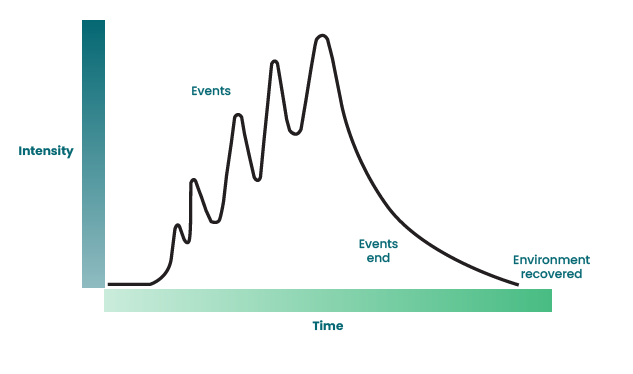 Events
Intensity
Events
end
Environment
recovered
Time